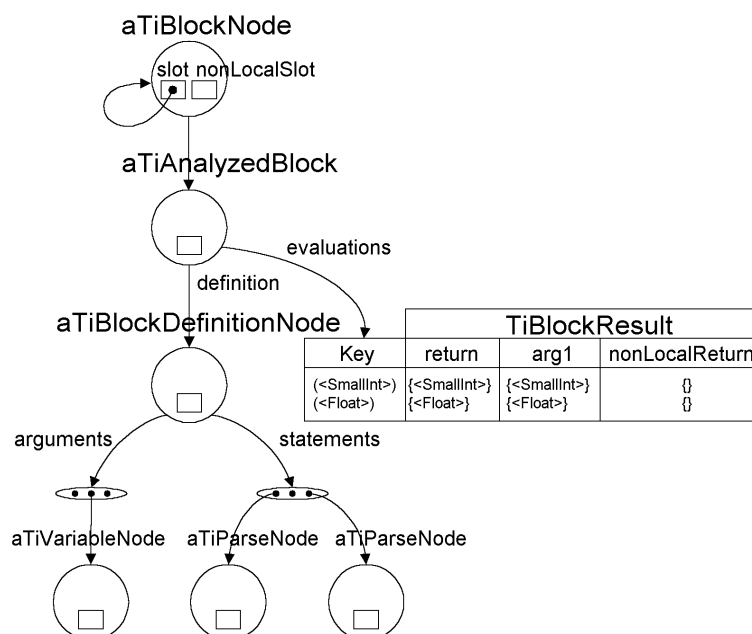 aTiBlockNode
slot nonLocalSlot
aTiAnalyzedBlock
evaluations
definition
aTiBlockDefinitionNode
TiBlockResult
Key return arg1 nonLocalReturn
(<SmallInt>) {<SmallInt>} {<SmallInt>} {}
(<Float>) {<Float>} {<Float>} {}
arguments statements
aTiVariableNode aTiParseNode aTiParseNode